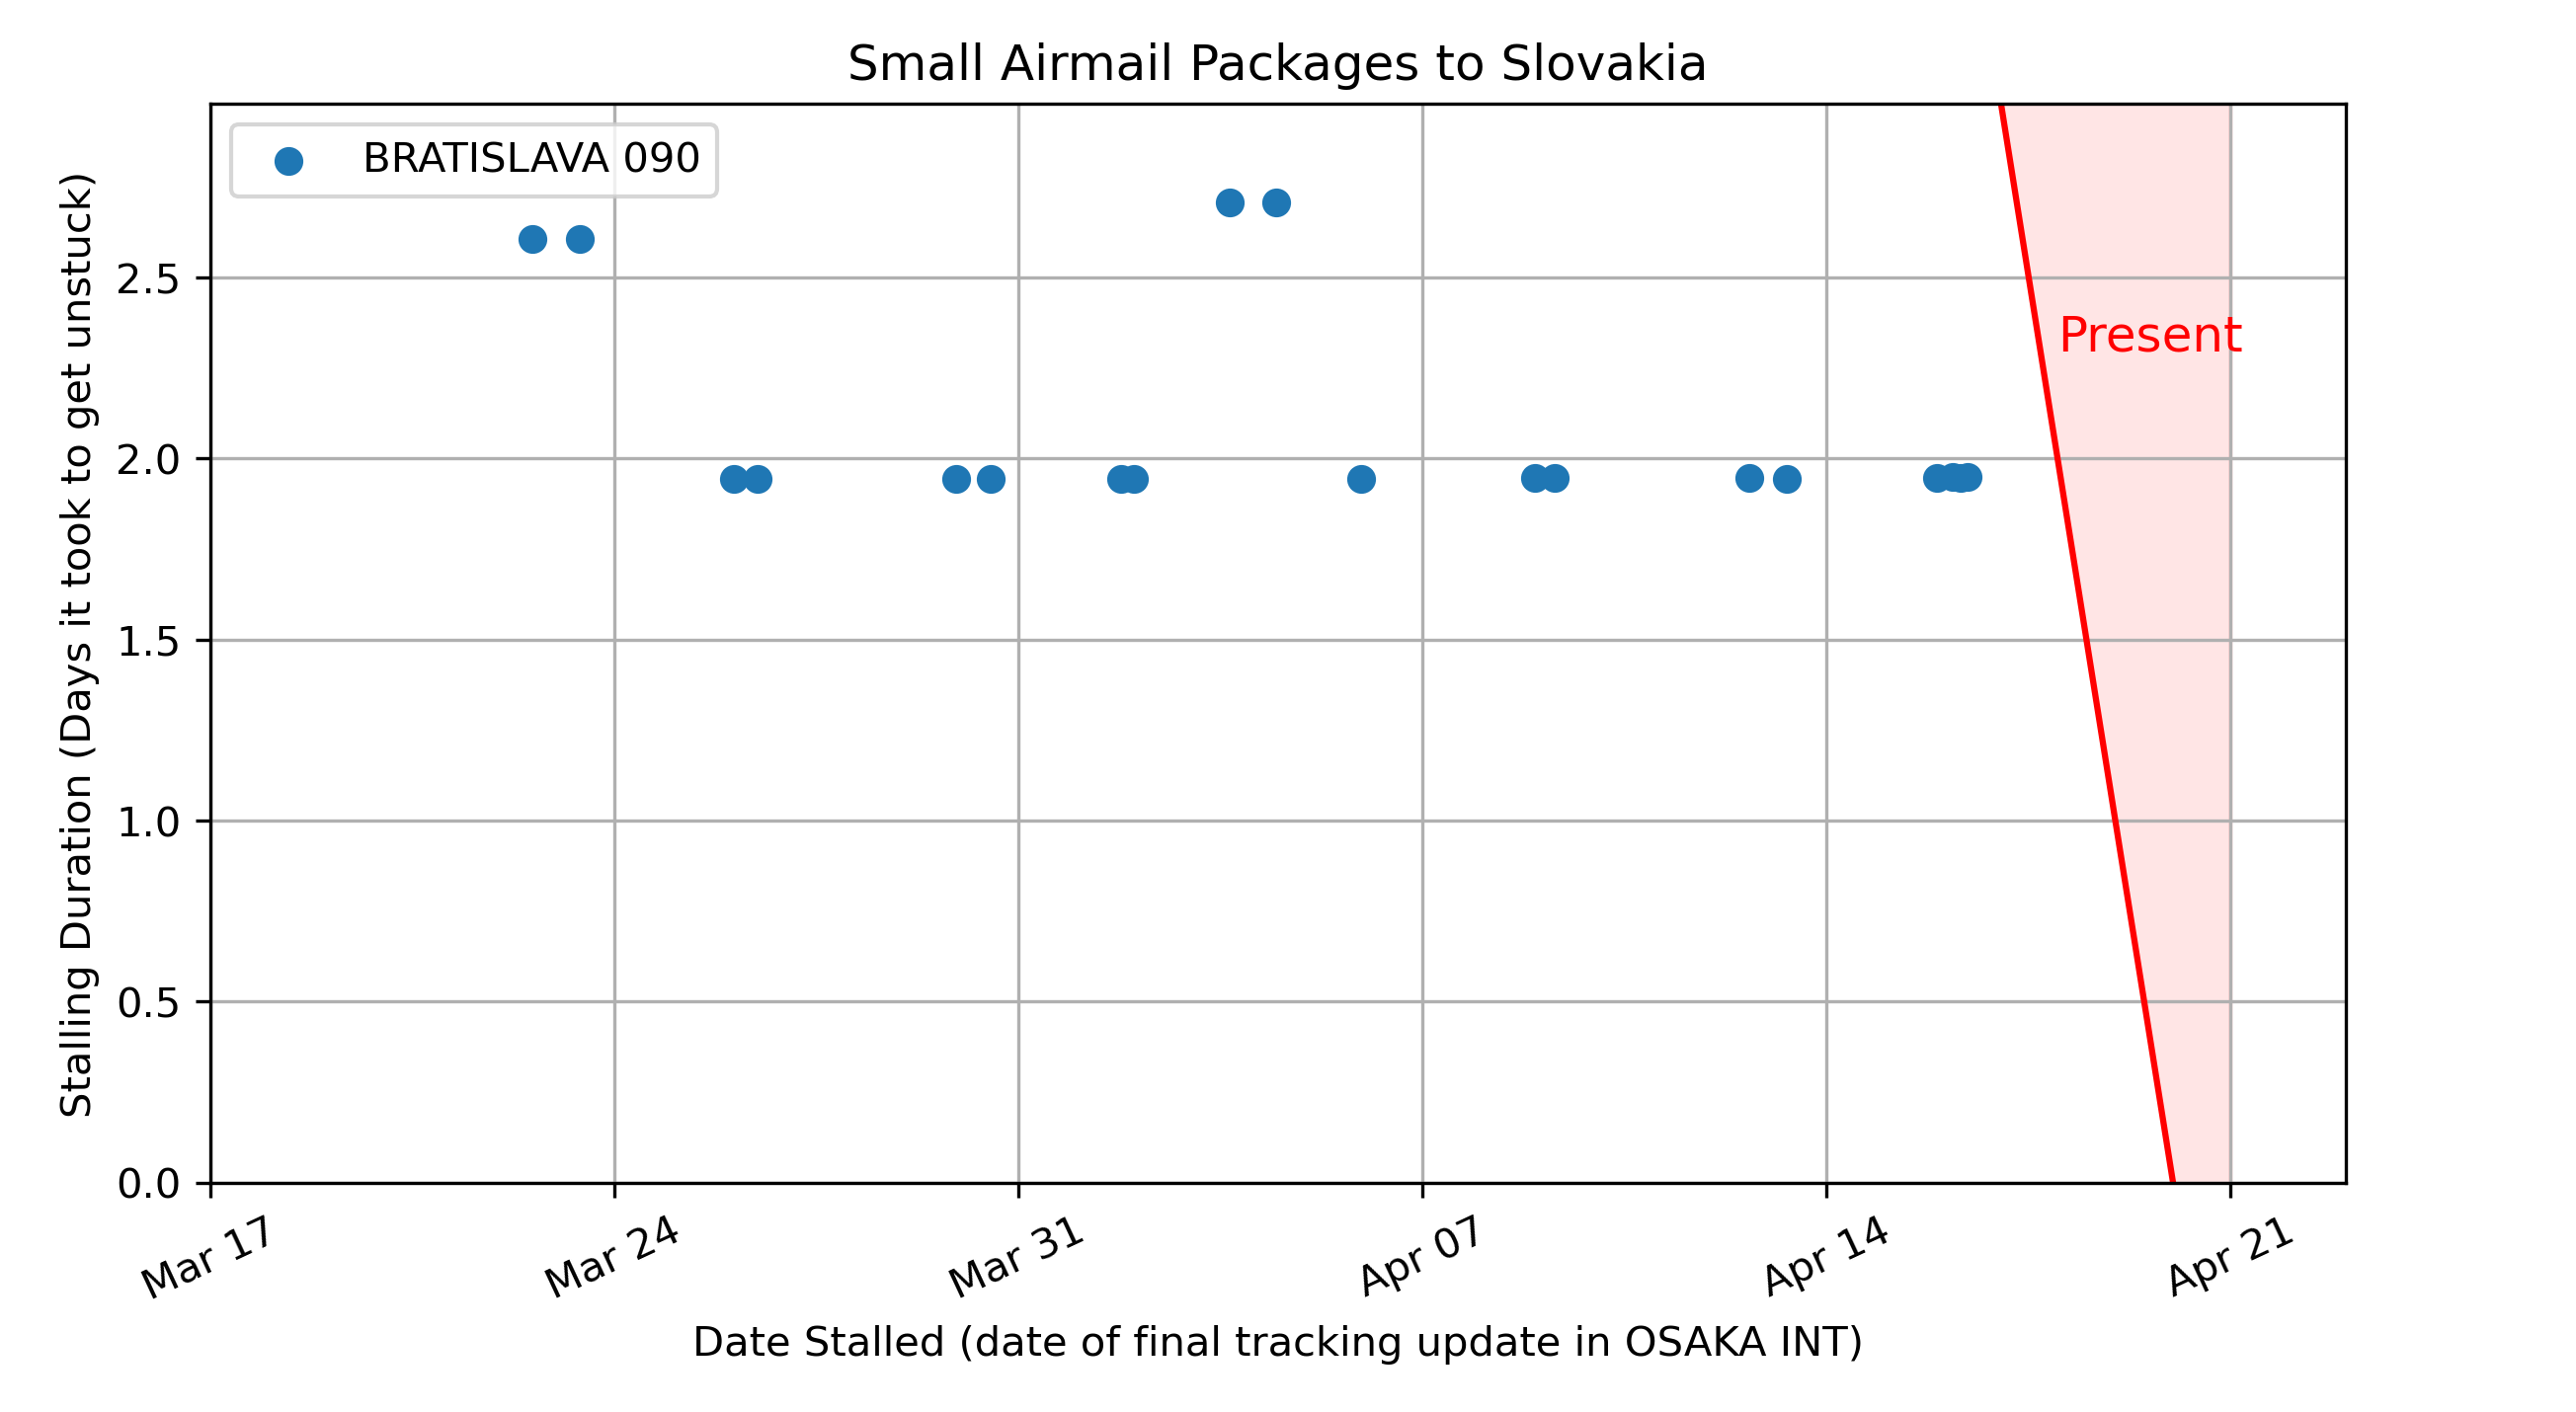 Small Airmail Packages to Slovakia
BRATISLAVA 090
Present
Stalling Duration (Days it took to get unstuck)
2.5
2.0
1.5
1.0
0.5
0.0
Mar 17
Mar 24
Mar 31
Apr 07
Apr 14
Apr 21
Date Stalled (date of final tracking update in OSAKA INT)